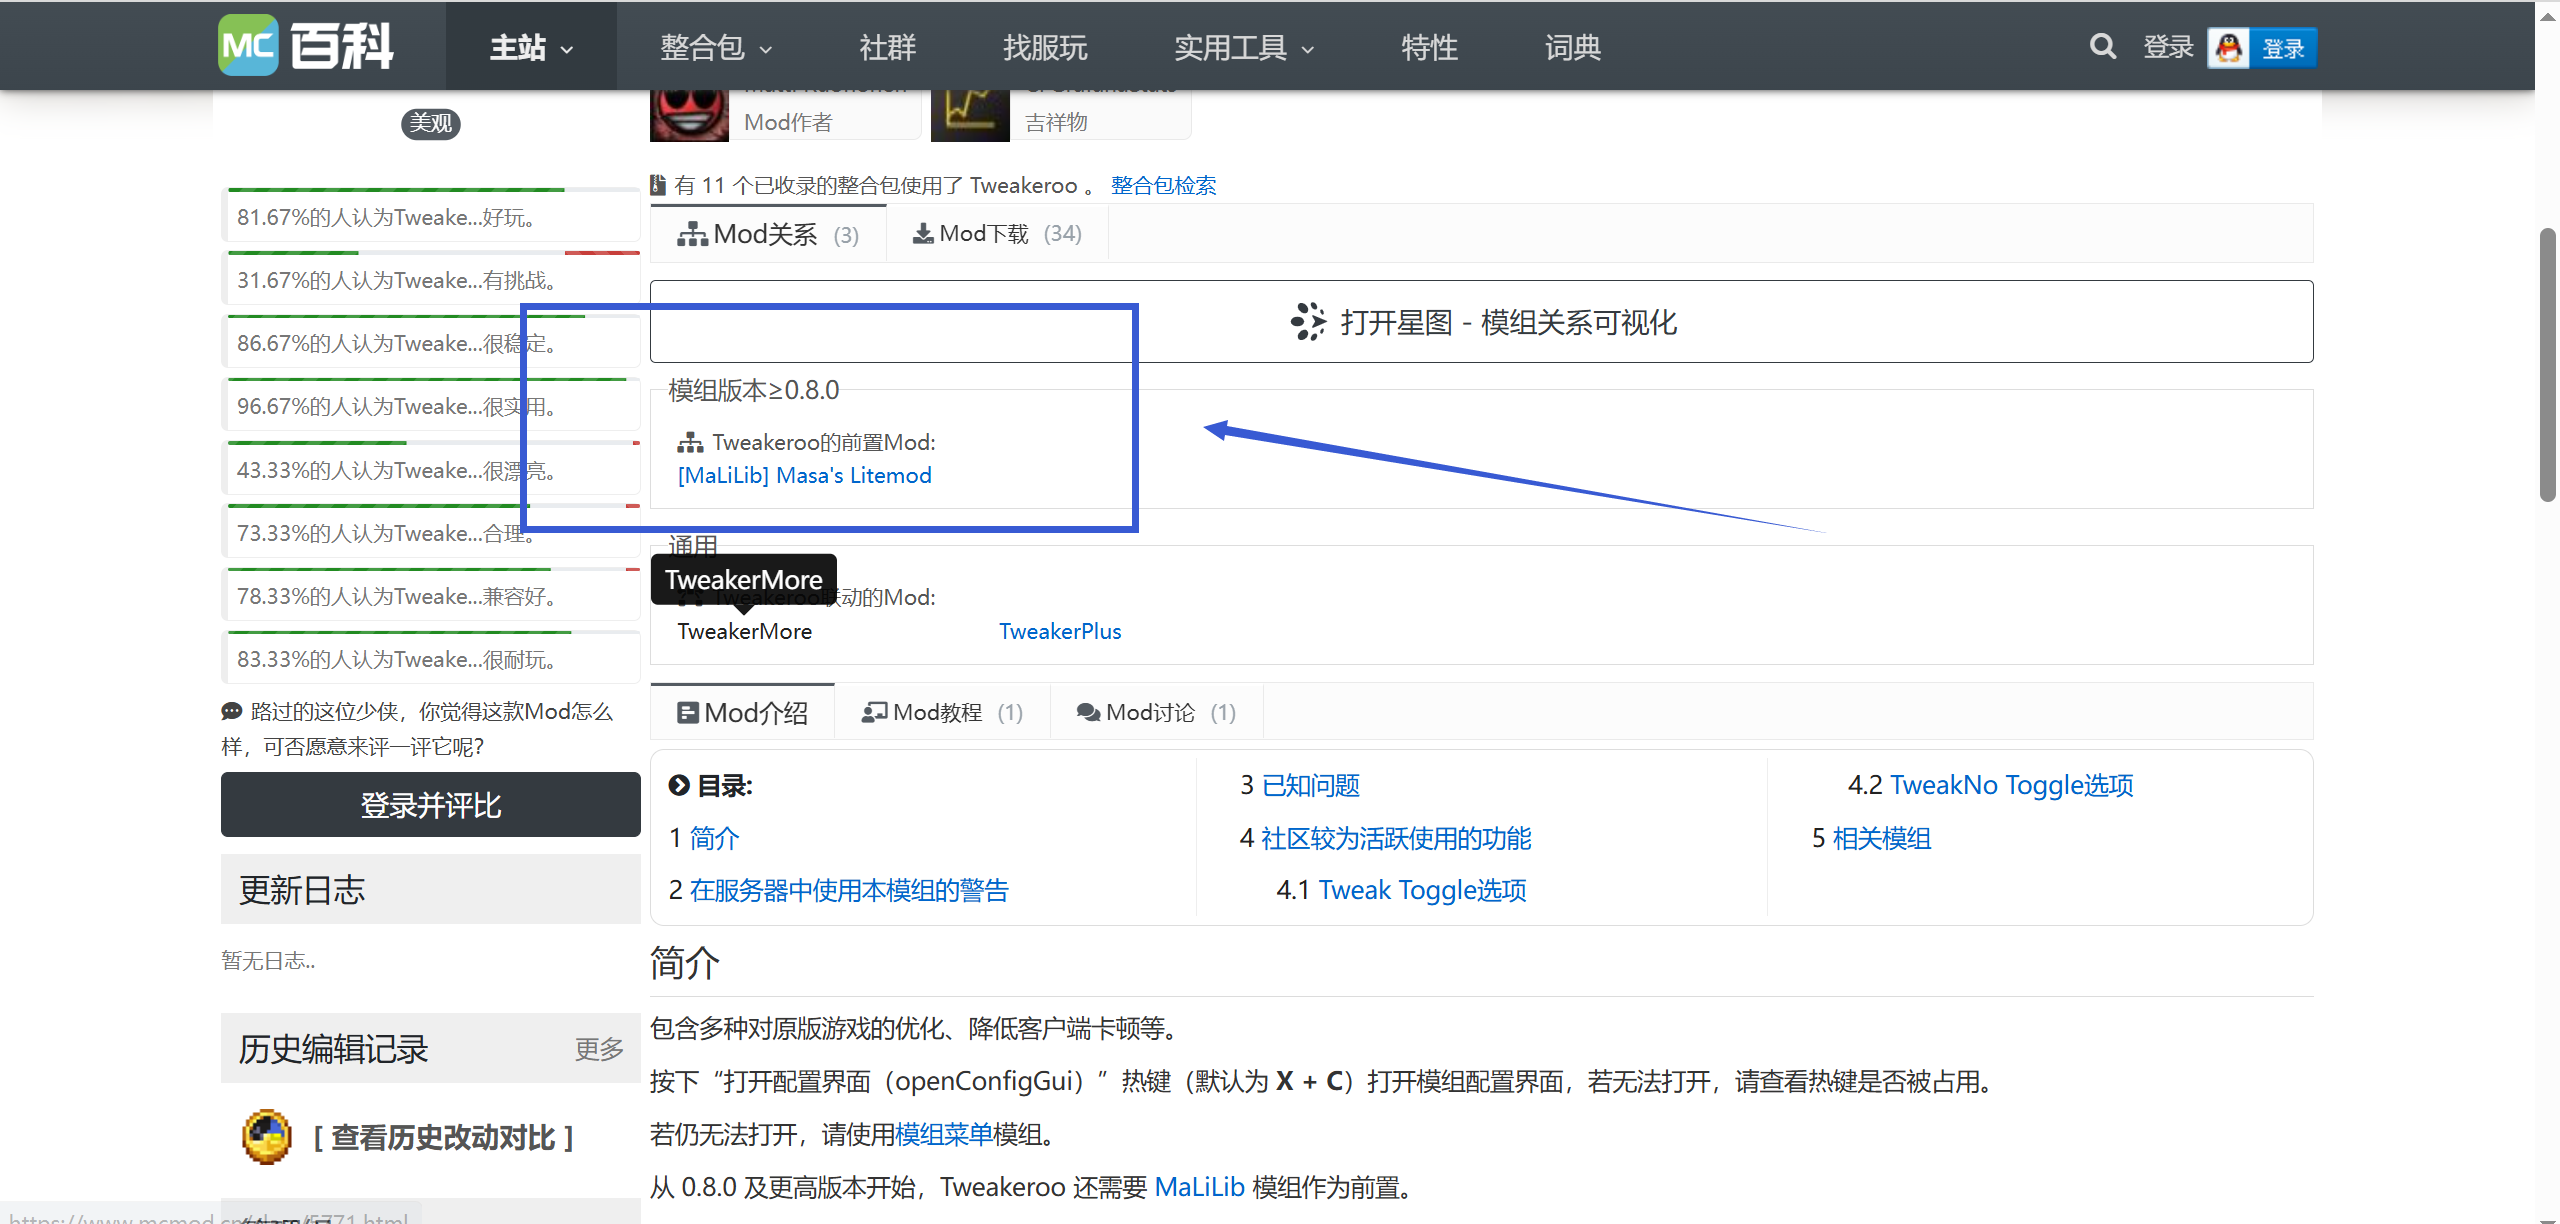 MC 百科 主站 整合包 社群 找服玩 实用工具 特性 词典 登录 登录
美观
Mod作者
吉祥物
81.67%的人认为Tweake...好玩。
31.67%的人认为Tweake...有挑战。
86.67%的人认为Tweake...很稳定。
96.67%的人认为Tweake...很实用。
43.33%的人认为Tweake...很漂亮。
73.33%的人认为Tweake...合理。
78.33%的人认为Tweake...兼容好。
83.33%的人认为Tweake...很耐玩。
路过的这位少侠，你觉得这款Mod怎么
样，可否愿意来评一评它呢？
登录并评比
更新日志
暂无日志..
历史编辑记录 更多
[ 查看历史改动对比 ]
有 11 个已收录的整合包使用了 Tweakeroo 。 整合包检索
Mod关系 (3) Mod下载 (34)
打开星图 - 模组关系可视化
模组版本≥0.8.0
Tweakeroo的前置Mod:
[MaLiLib] Masa's Litemod
通用
TweakerMore
Tweakeroo联动的Mod:
TweakerMore TweakerPlus
Mod介绍 Mod教程 (1) Mod讨论 (1)
目录:
1 简介
2 在服务器中使用本模组的警告
3 已知问题
4 社区较为活跃使用的功能
4.1 Tweak Toggle选项
4.2 TweakNo Toggle选项
5 相关模组
简介
包含多种对原版游戏的优化、降低客户端卡顿等。
按下“打开配置界面（openConfigGui）”热键（默认为 X + C）打开模组配置界面，若无法打开，请查看热键是否被占用。
若仍无法打开，请使用模组菜单模组。
从 0.8.0 及更高版本开始，Tweakeroo 还需要 MaLiLib 模组作为前置。